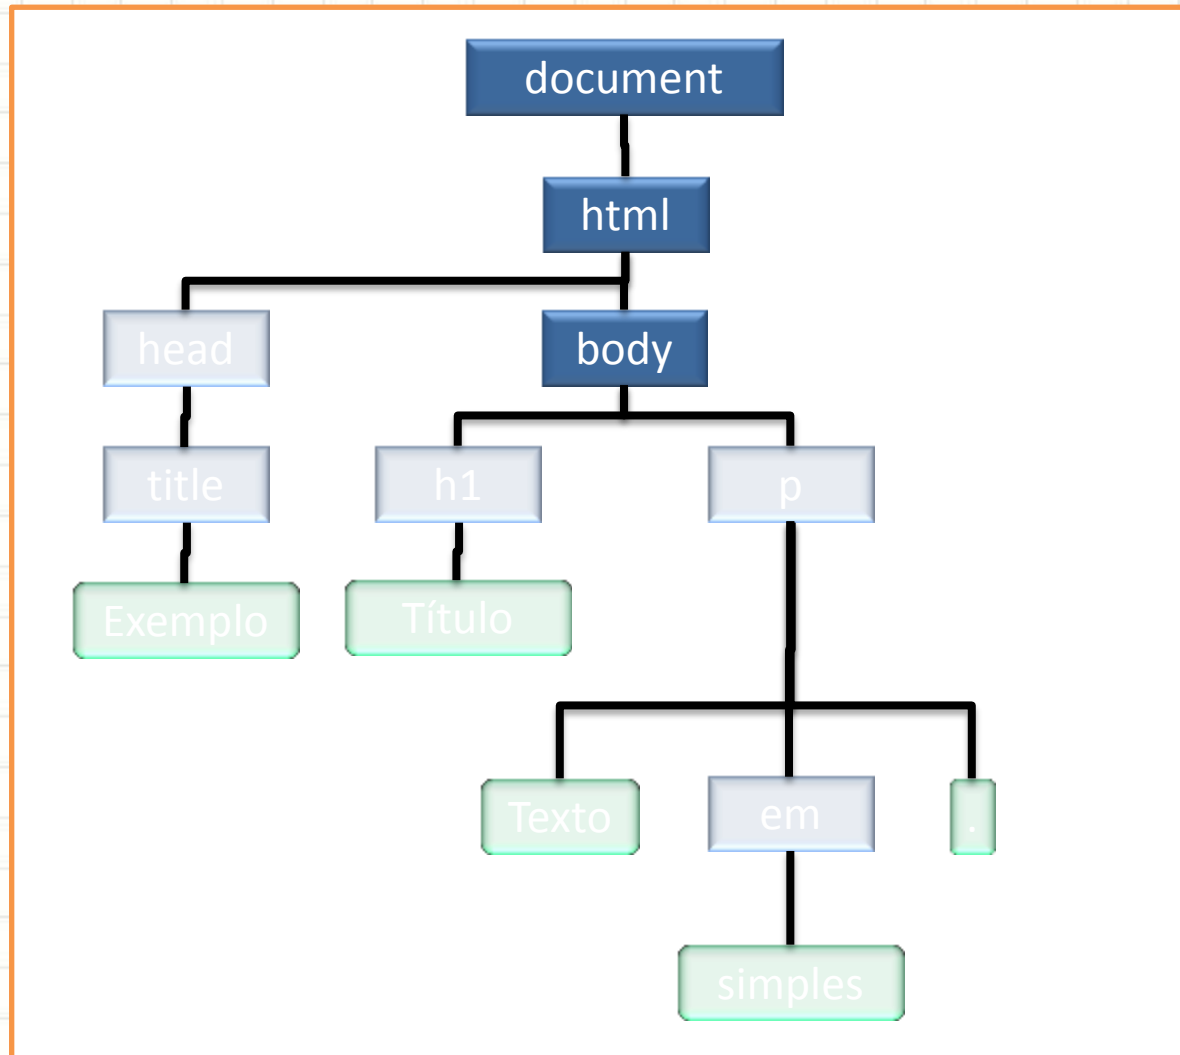 document
html
head
body
title
h1
p
Exemplo
Título
Texto
em
.
simples